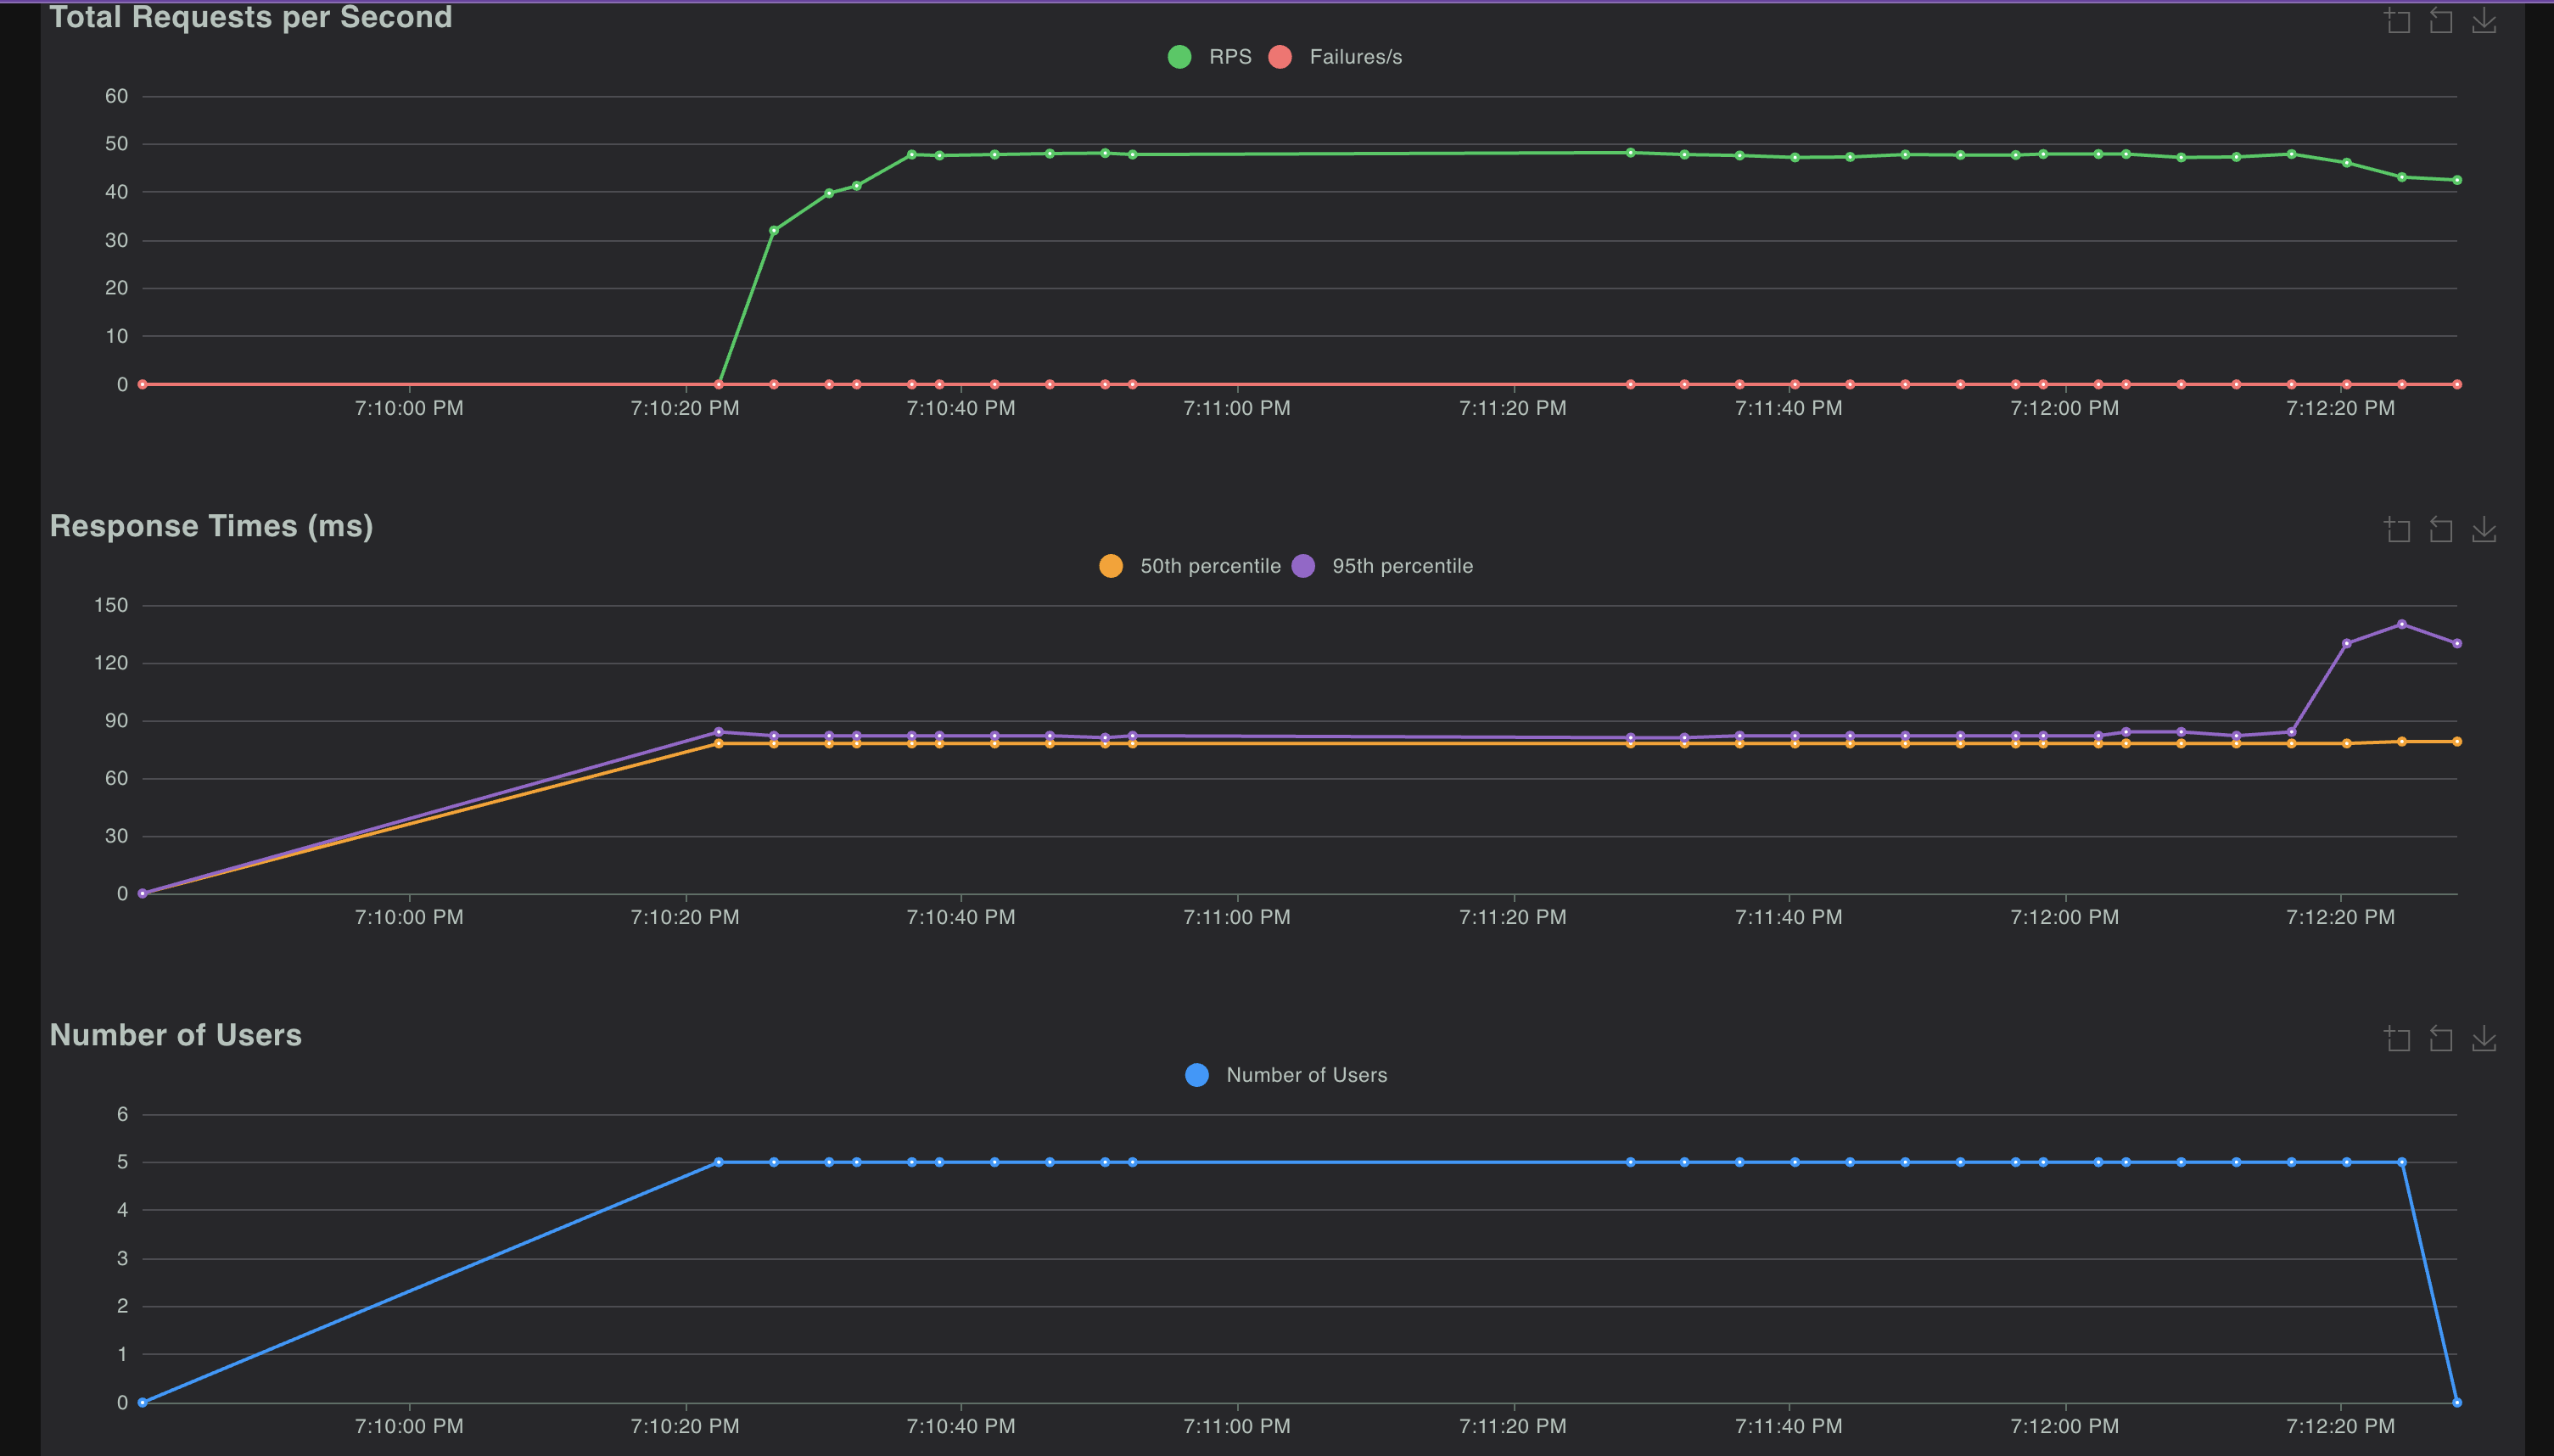 Total Requests per Second
RPS Failures/s
60
50
40
30
20
10
0
7:10:00 PM 7:10:20 PM 7:10:40 PM 7:11:00 PM 7:11:20 PM 7:11:40 PM 7:12:00 PM 7:12:20 PM
Response Times (ms)
50th percentile 95th percentile
150
120
90
60
30
0
7:10:00 PM 7:10:20 PM 7:10:40 PM 7:11:00 PM 7:11:20 PM 7:11:40 PM 7:12:00 PM 7:12:20 PM
Number of Users
Number of Users
6
5
4
3
2
1
0
7:10:00 PM 7:10:20 PM 7:10:40 PM 7:11:00 PM 7:11:20 PM 7:11:40 PM 7:12:00 PM 7:12:20 PM